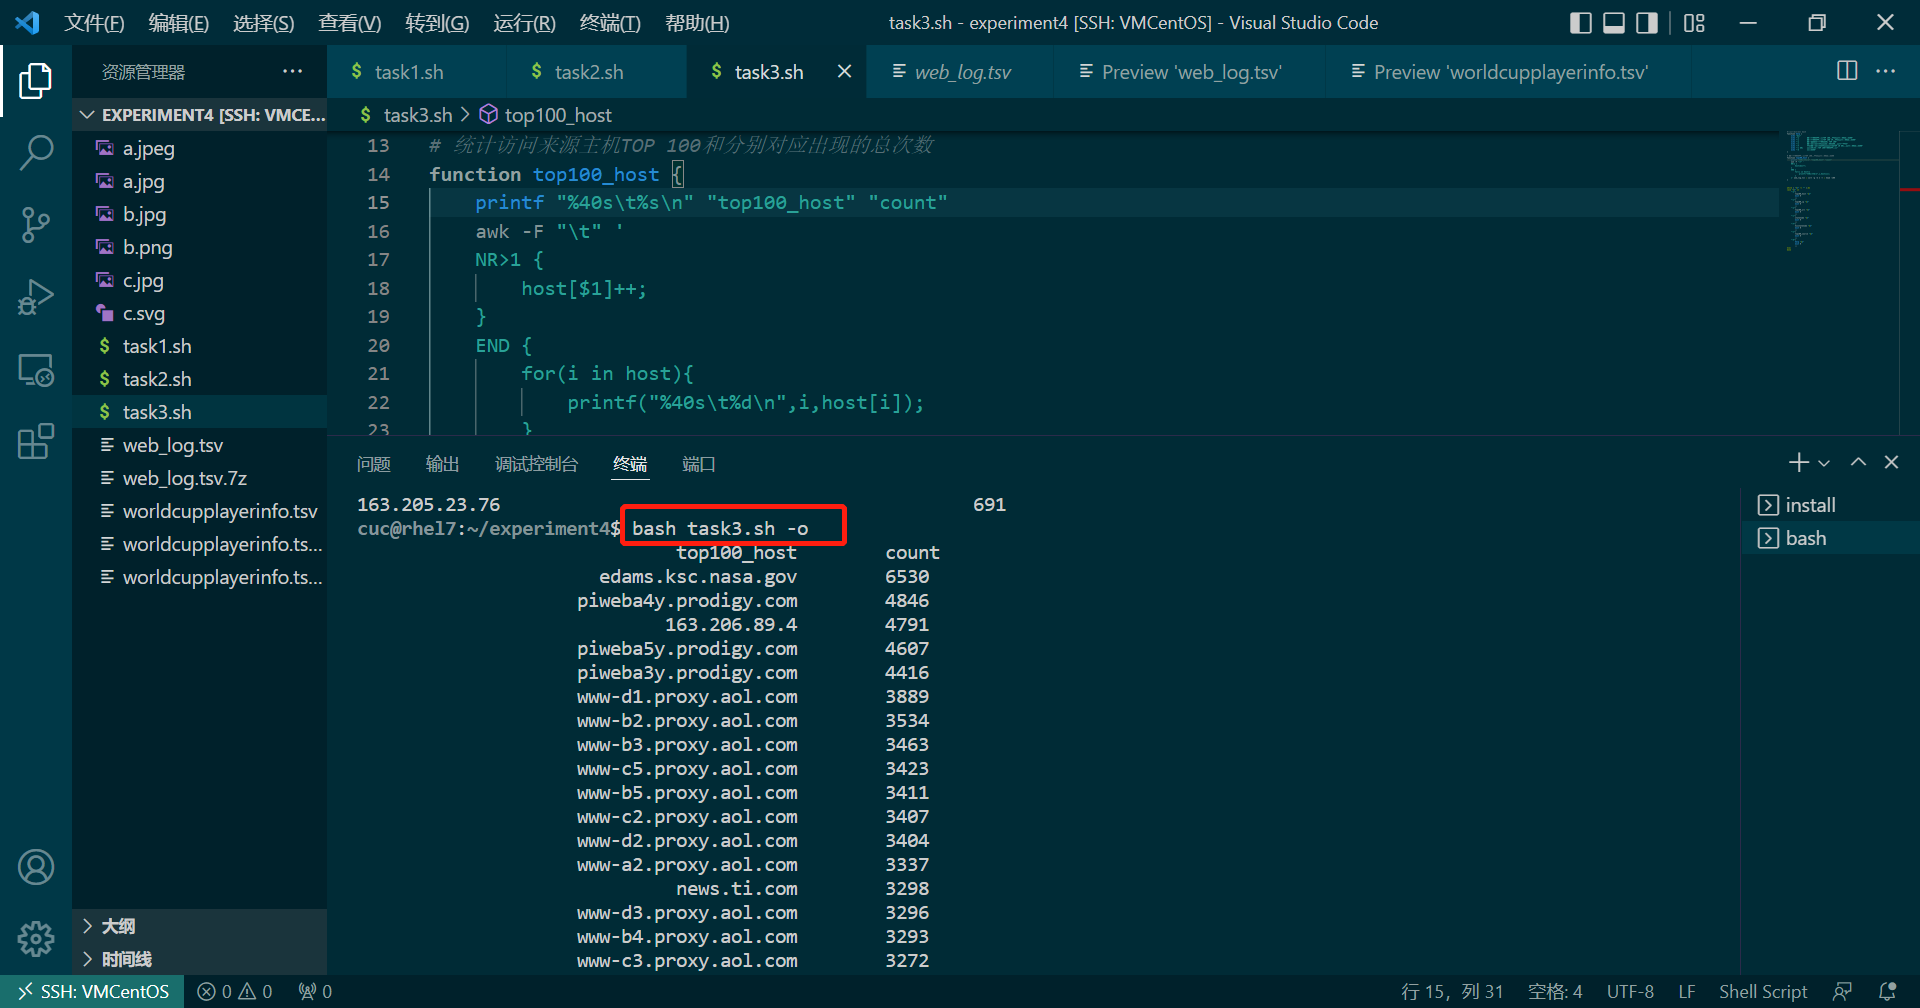 文件(F) 编辑(E) 选择(S) 查看(V) 转到(G) 运行(R) 终端(T) 帮助(H) task3.sh - experiment4 [SSH: VMCentOS] - Visual Studio Code
资源管理器
EXPERIMENT4 [SSH: VMCE...
a.jpeg
a.jpg
b.jpg
b.png
c.jpg
c.svg
task1.sh
task2.sh
task3.sh
web_log.tsv
web_log.tsv.7z
worldcupplayerinfo.tsv
worldcupplayerinfo.ts...
worldcupplayerinfo.ts...
大纲
时间线
task1.sh task2.sh task3.sh web_log.tsv Preview 'web_log.tsv' Preview 'worldcupplayerinfo.tsv'
task3.sh > top100_host
13 # 统计访问来源主机TOP 100和分别对应出现的总次数
14 function top100_host {
15 printf "%40s\t%s\n" "top100_host" "count"
16 awk -F "\t" '
17 NR>1 {
18 host[$1]++;
19 }
20 END {
21 for(i in host){
22 printf("%40s\t%d\n",i,host[i]);
23 }
问题 输出 调试控制台 终端 端口
163.205.23.76 691
cuc@rhel7:~/experiment4$ bash task3.sh -o
top100_host count
edams.ksc.nasa.gov 6530
piweba4y.prodigy.com 4846
163.206.89.4 4791
piweba5y.prodigy.com 4607
piweba3y.prodigy.com 4416
www-d1.proxy.aol.com 3889
www-b2.proxy.aol.com 3534
www-b3.proxy.aol.com 3463
www-c5.proxy.aol.com 3423
www-b5.proxy.aol.com 3411
www-c2.proxy.aol.com 3407
www-d2.proxy.aol.com 3404
www-a2.proxy.aol.com 3337
news.ti.com 3298
www-d3.proxy.aol.com 3296
www-b4.proxy.aol.com 3293
www-c3.proxy.aol.com 3272
install
bash
SSH: VMCentOS 0 0 0 行 15，列 31 空格: 4 UTF-8 LF Shell Script